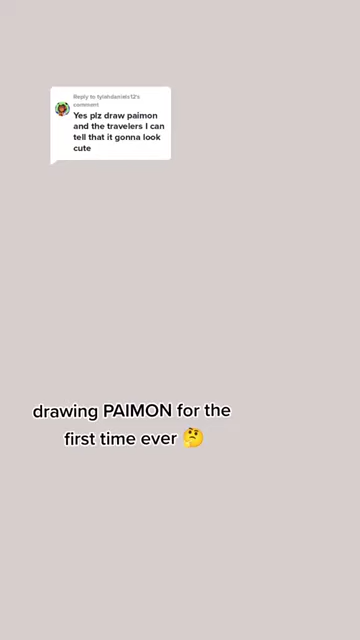 Reply to tytehdaniels12's
comment
Yes plz draw paimon
and the travelers I can
tell that it gonna look
cute
drawing PAIMON for the
first time ever 🤔